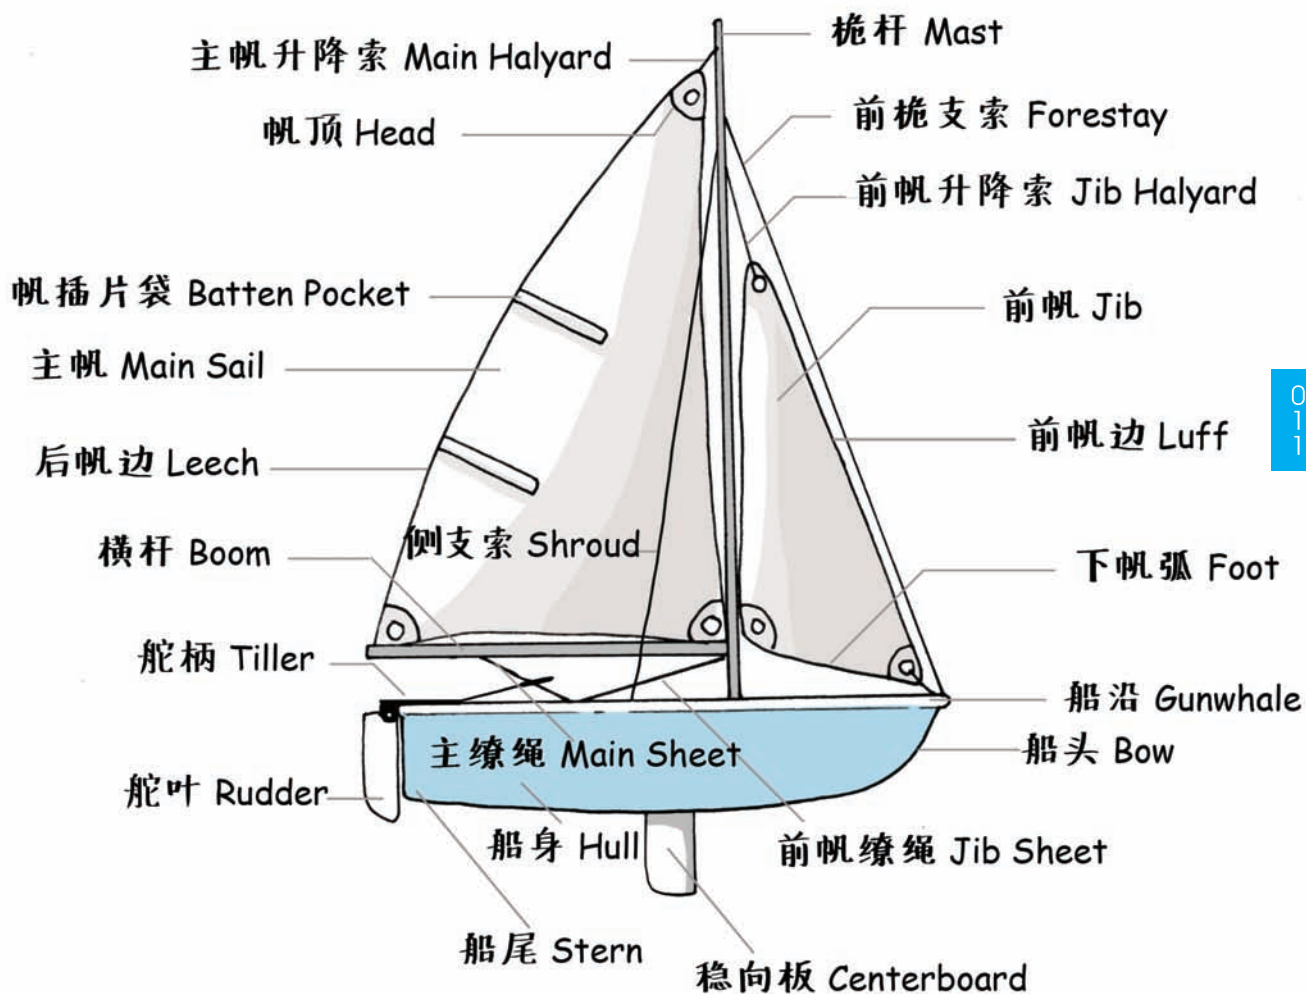 桅杆 Mast
主帆升降索 Main Halyard
前桅支索 Forestay
帆顶 Head
前帆升降索 Jib Halyard
帆插片袋 Batten Pocket
前帆 Jib
主帆 Main Sail
011
前帆边 Luff
后帆边 Leech
侧支索 Shroud
横杆 Boom
下帆弧 Foot
舵柄 Tiller
船沿 Gunwhale
主缭绳 Main Sheet
船头 Bow
舵叶 Rudder
船身 Hull
前帆缭绳 Jib Sheet
船尾 Stern
稳向板 Centerboard